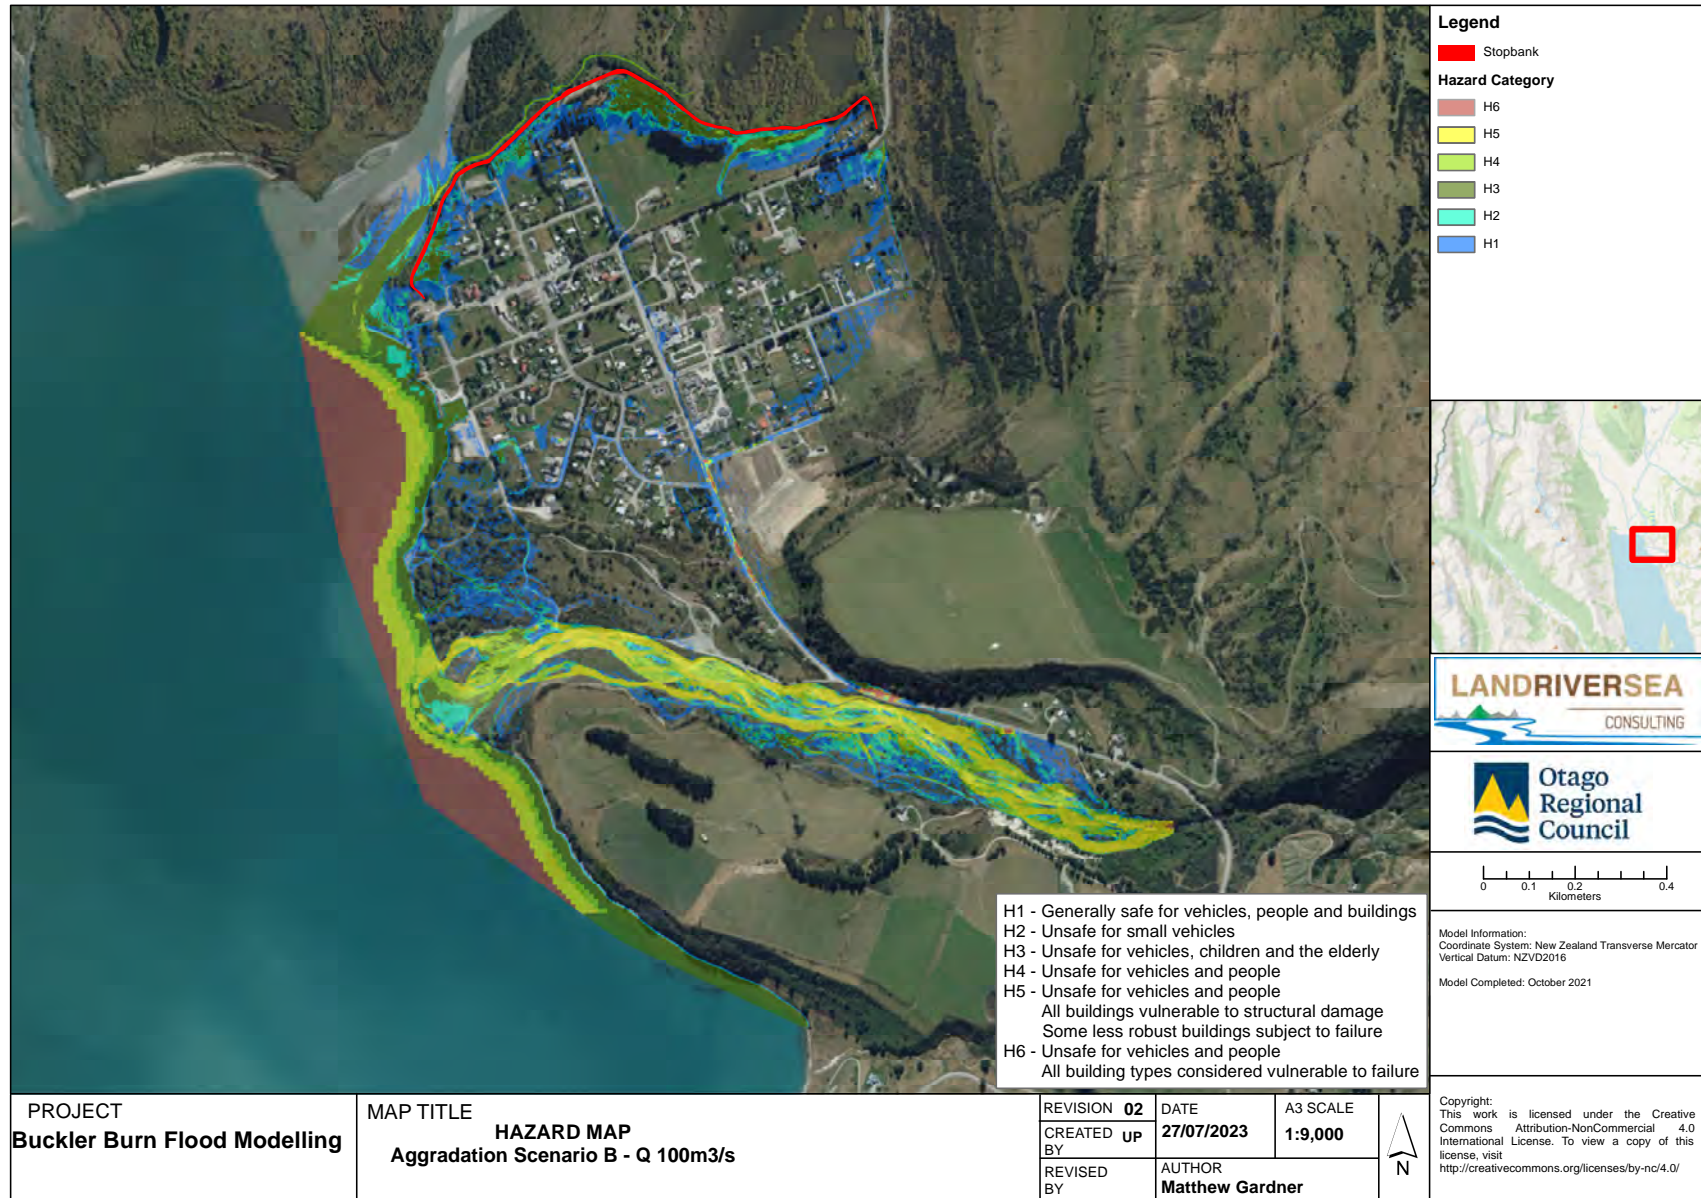 Legend
Stopbank
Hazard Category
H6
H5
H4
H3
H2
H1
LANDRIVERSEA
CONSULTING
Otago
Regional
Council
0 0.1 0.2 0.4
Kilometers
Model Information:
Coordinate System: New Zealand Transverse Mercator
Vertical Datum: NZVD2016
Model Completed: October 2021
H1 - Generally safe for vehicles, people and buildings
H2 - Unsafe for small vehicles
H3 - Unsafe for vehicles, children and the elderly
H4 - Unsafe for vehicles and people
H5 - Unsafe for vehicles and people
All buildings vulnerable to structural damage
Some less robust buildings subject to failure
H6 - Unsafe for vehicles and people
All building types considered vulnerable to failure
PROJECT
Buckler Burn Flood Modelling
MAP TITLE
HAZARD MAP
Aggradation Scenario B - Q 100m3/s
REVISION 02
CREATED BY UP
REVISED BY
DATE
27/07/2023
A3 SCALE
1:9,000
AUTHOR
Matthew Gardner
N
Copyright:
This work is licensed under the Creative
Commons Attribution-NonCommercial 4.0
International License. To view a copy of this
license, visit
http://creativecommons.org/licenses/by-nc/4.0/